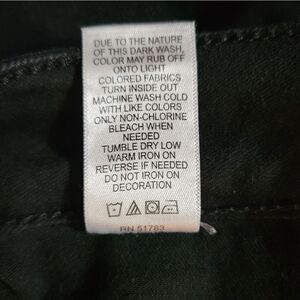 DUE TO THE NATURE
OF THIS DARK WASH,
COLOR MAY RUB OFF
ONTO LIGHT
COLORED FABRICS
TURN INSIDE OUT
MACHINE WASH COLD
WITH LIKE COLORS
ONLY NON-CHLORINE
BLEACH WHEN
NEEDED
TUMBLE DRY LOW
WARM IRON ON
REVERSE IF NEEDED
DO NOT IRON ON
DECORATION
RN 51783